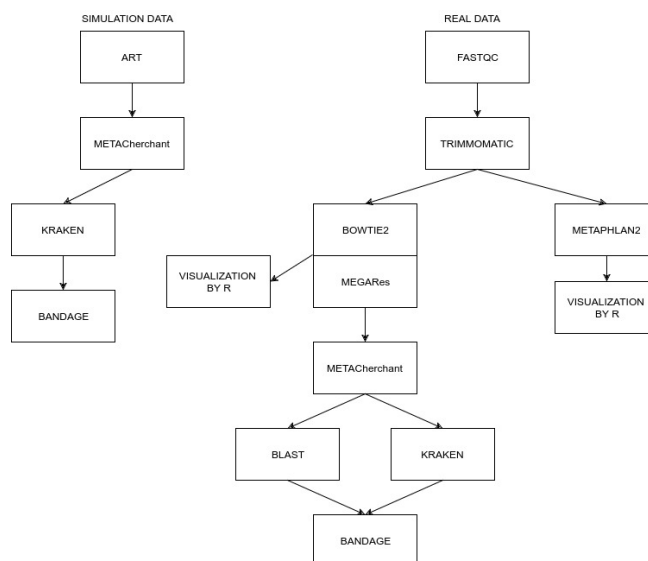 SIMULATION DATA
ART
METACherchant
KRAKEN
BANDAGE
REAL DATA
FASTQC
TRIMMOMATIC
BOWTIE2
MEGARes
VISUALIZATION
BY R
METAPHLAN2
VISUALIZATION
BY R
METACherchant
BLAST
KRAKEN
BANDAGE